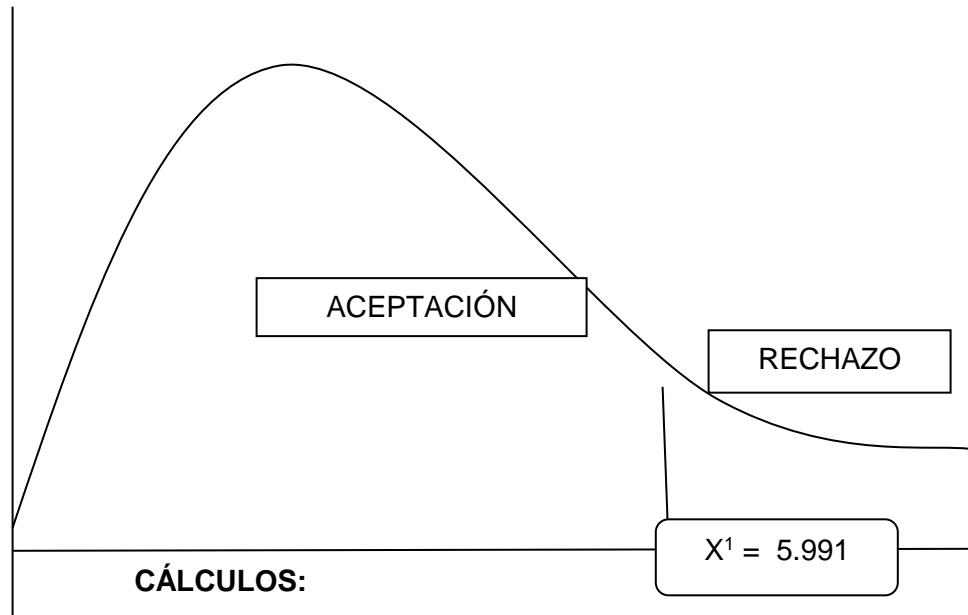 ACEPTACIÓN
RECHAZO
X¹ = 5.991
CÁLCULOS: